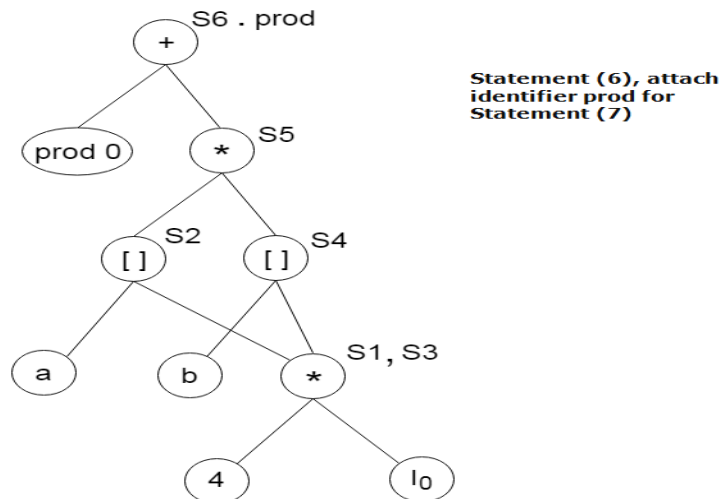 S6 . prod
+
Statement (6), attach
identifier prod for
Statement (7)
prod 0
*
S5
[ ]
S2
[ ]
S4
a
b
*
S1, S3
4
I0